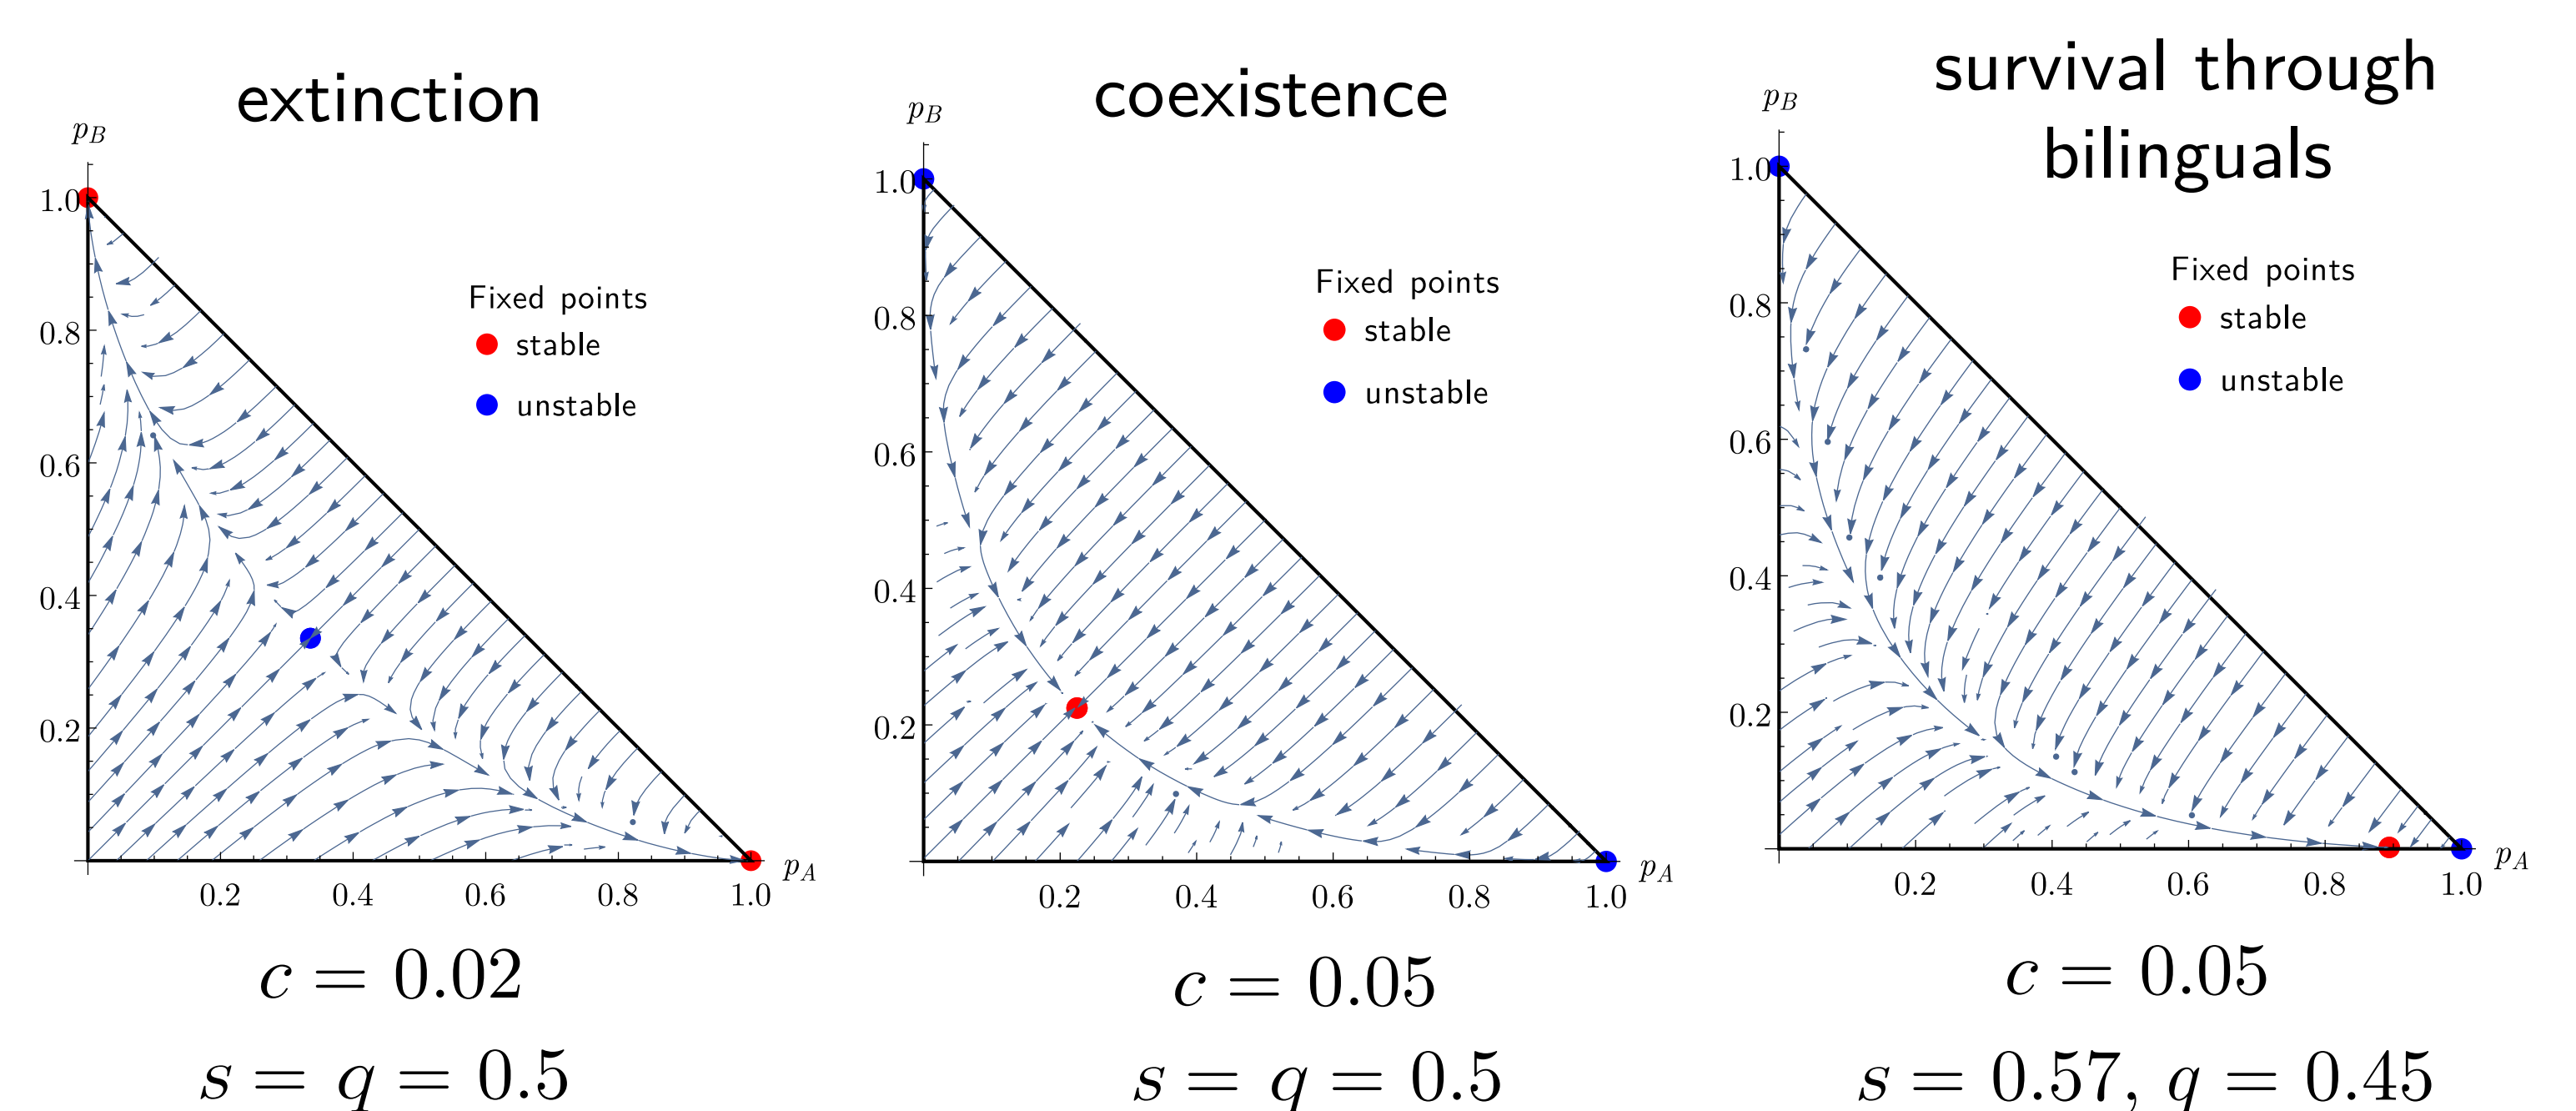 extinction
p_B
1.0
0.8
0.6
0.4
0.2
Fixed points
stable
unstable
0.2 0.4 0.6 0.8 1.0
p_A
c = 0.02
s = q = 0.5
coexistence
p_B
1.0
0.8
0.6
0.4
0.2
Fixed points
stable
unstable
0.2 0.4 0.6 0.8 1.0
p_A
c = 0.05
s = q = 0.5
survival through
bilinguals
p_B
1.0
0.8
0.6
0.4
0.2
Fixed points
stable
unstable
0.2 0.4 0.6 0.8 1.0
p_A
c = 0.05
s = 0.57, q = 0.45